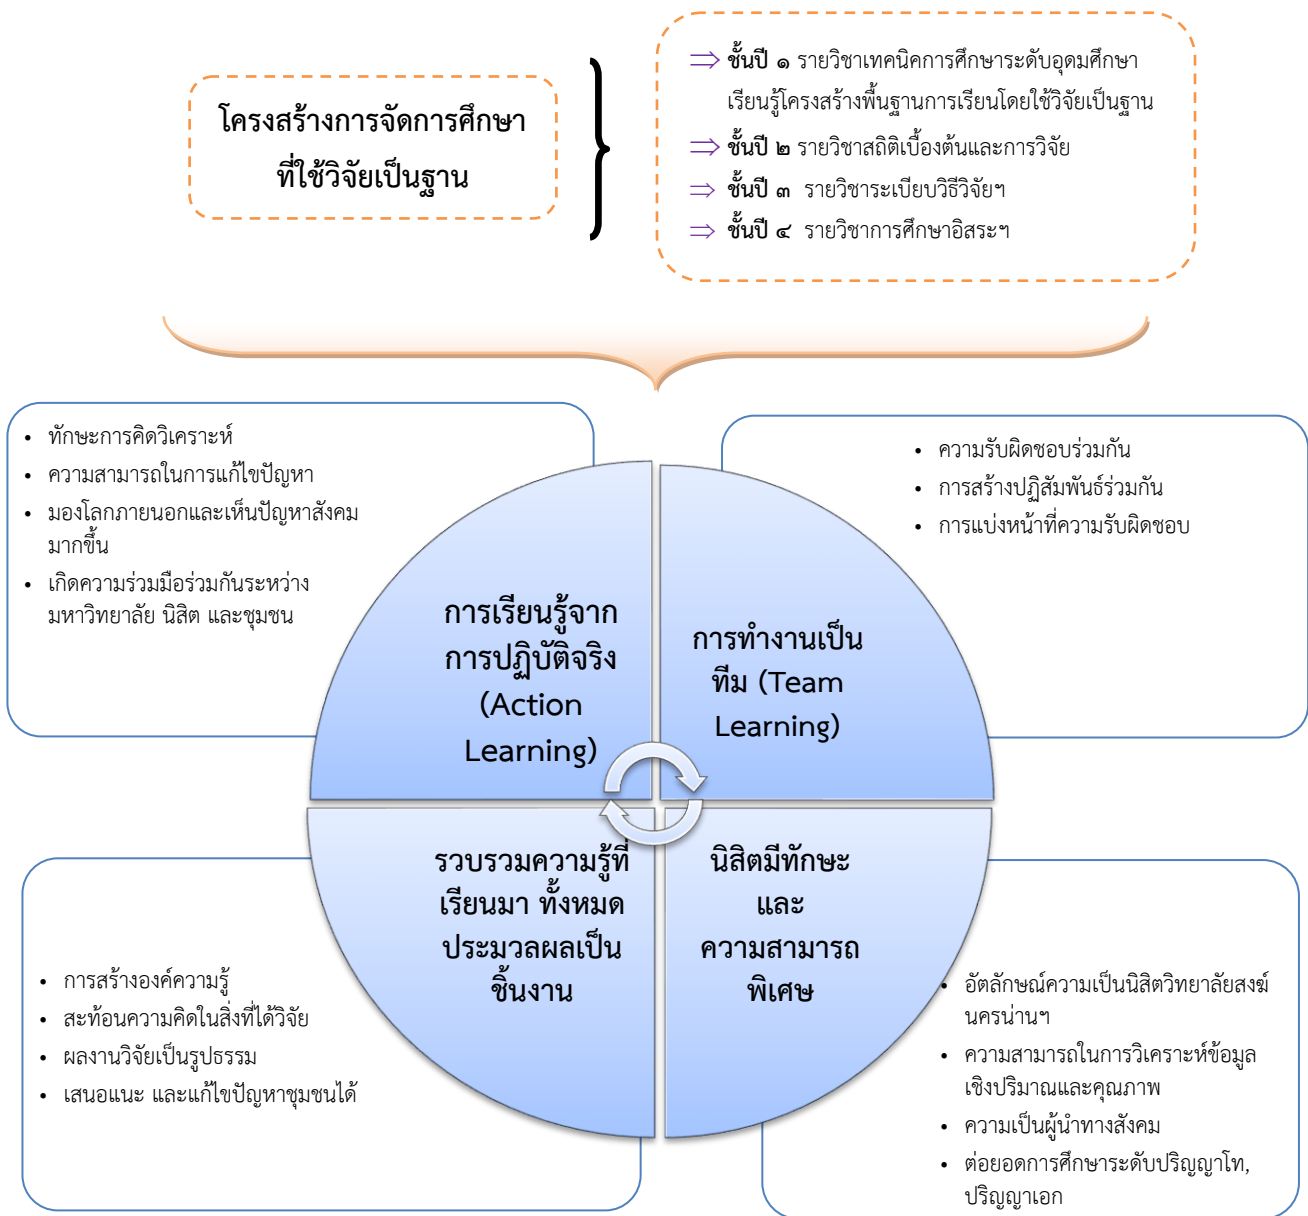 โครงสร้างการจัดการศึกษา
ที่ใช้วิจัยเป็นฐาน
⇒ ชั้นปี ๑ รายวิชาเทคนิคการศึกษาระดับอุดมศึกษา
เรียนรู้โครงสร้างพื้นฐานการเรียนโดยใช้วิจัยเป็นฐาน
⇒ ชั้นปี ๒ รายวิชาสถิติเบื้องต้นและการวิจัย
⇒ ชั้นปี ๓ รายวิชาระเบียบวิธีวิจัยฯ
⇒ ชั้นปี ๔ รายวิชาการศึกษาอิสระฯ
• ทักษะการคิดวิเคราะห์
• ความสามารถในการแก้ไขปัญหา
• มองโลกภายนอกและเห็นปัญหาสังคม
มากขึ้น
• เกิดความร่วมมือร่วมกันระหว่าง
มหาวิทยาลัย นิสิต และชุมชน
• ความรับผิดชอบร่วมกัน
• การสร้างปฏิสัมพันธ์ร่วมกัน
• การแบ่งหน้าที่ความรับผิดชอบ
การเรียนรู้จาก
การปฏิบัติจริง
(Action
Learning)
การทำงานเป็น
ทีม (Team
Learning)
รวบรวมความรู้ที่
เรียนมา ทั้งหมด
ประมวลผลเป็น
ชิ้นงาน
นิสิตมีทักษะ
และ
ความสามารถ
พิเศษ
• การสร้างองค์ความรู้
• สะท้อนความคิดในสิ่งที่ได้วิจัย
• ผลงานวิจัยเป็นรูปธรรม
• เสนอแนะ และแก้ไขปัญหาชุมชนได้
• อัตลักษณ์ความเป็นนิสิตวิทยาลัยสงฆ์
นครน่านฯ
• ความสามารถในการวิเคราะห์ข้อมูล
เชิงปริมาณและคุณภาพ
• ความเป็นผู้นำทางสังคม
• ต่อยอดการศึกษาระดับปริญญาโท,
ปริญญาเอก